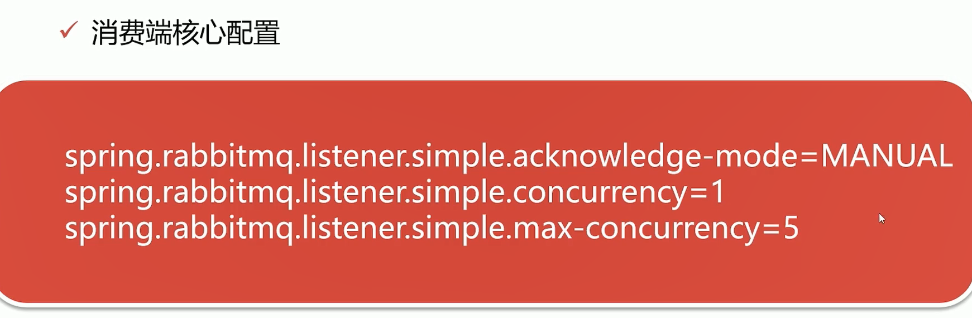 消费端核心配置
spring.rabbitmq.listener.simple.acknowledge-mode=MANUAL
spring.rabbitmq.listener.simple.concurrency=1
spring.rabbitmq.listener.simple.max-concurrency=5